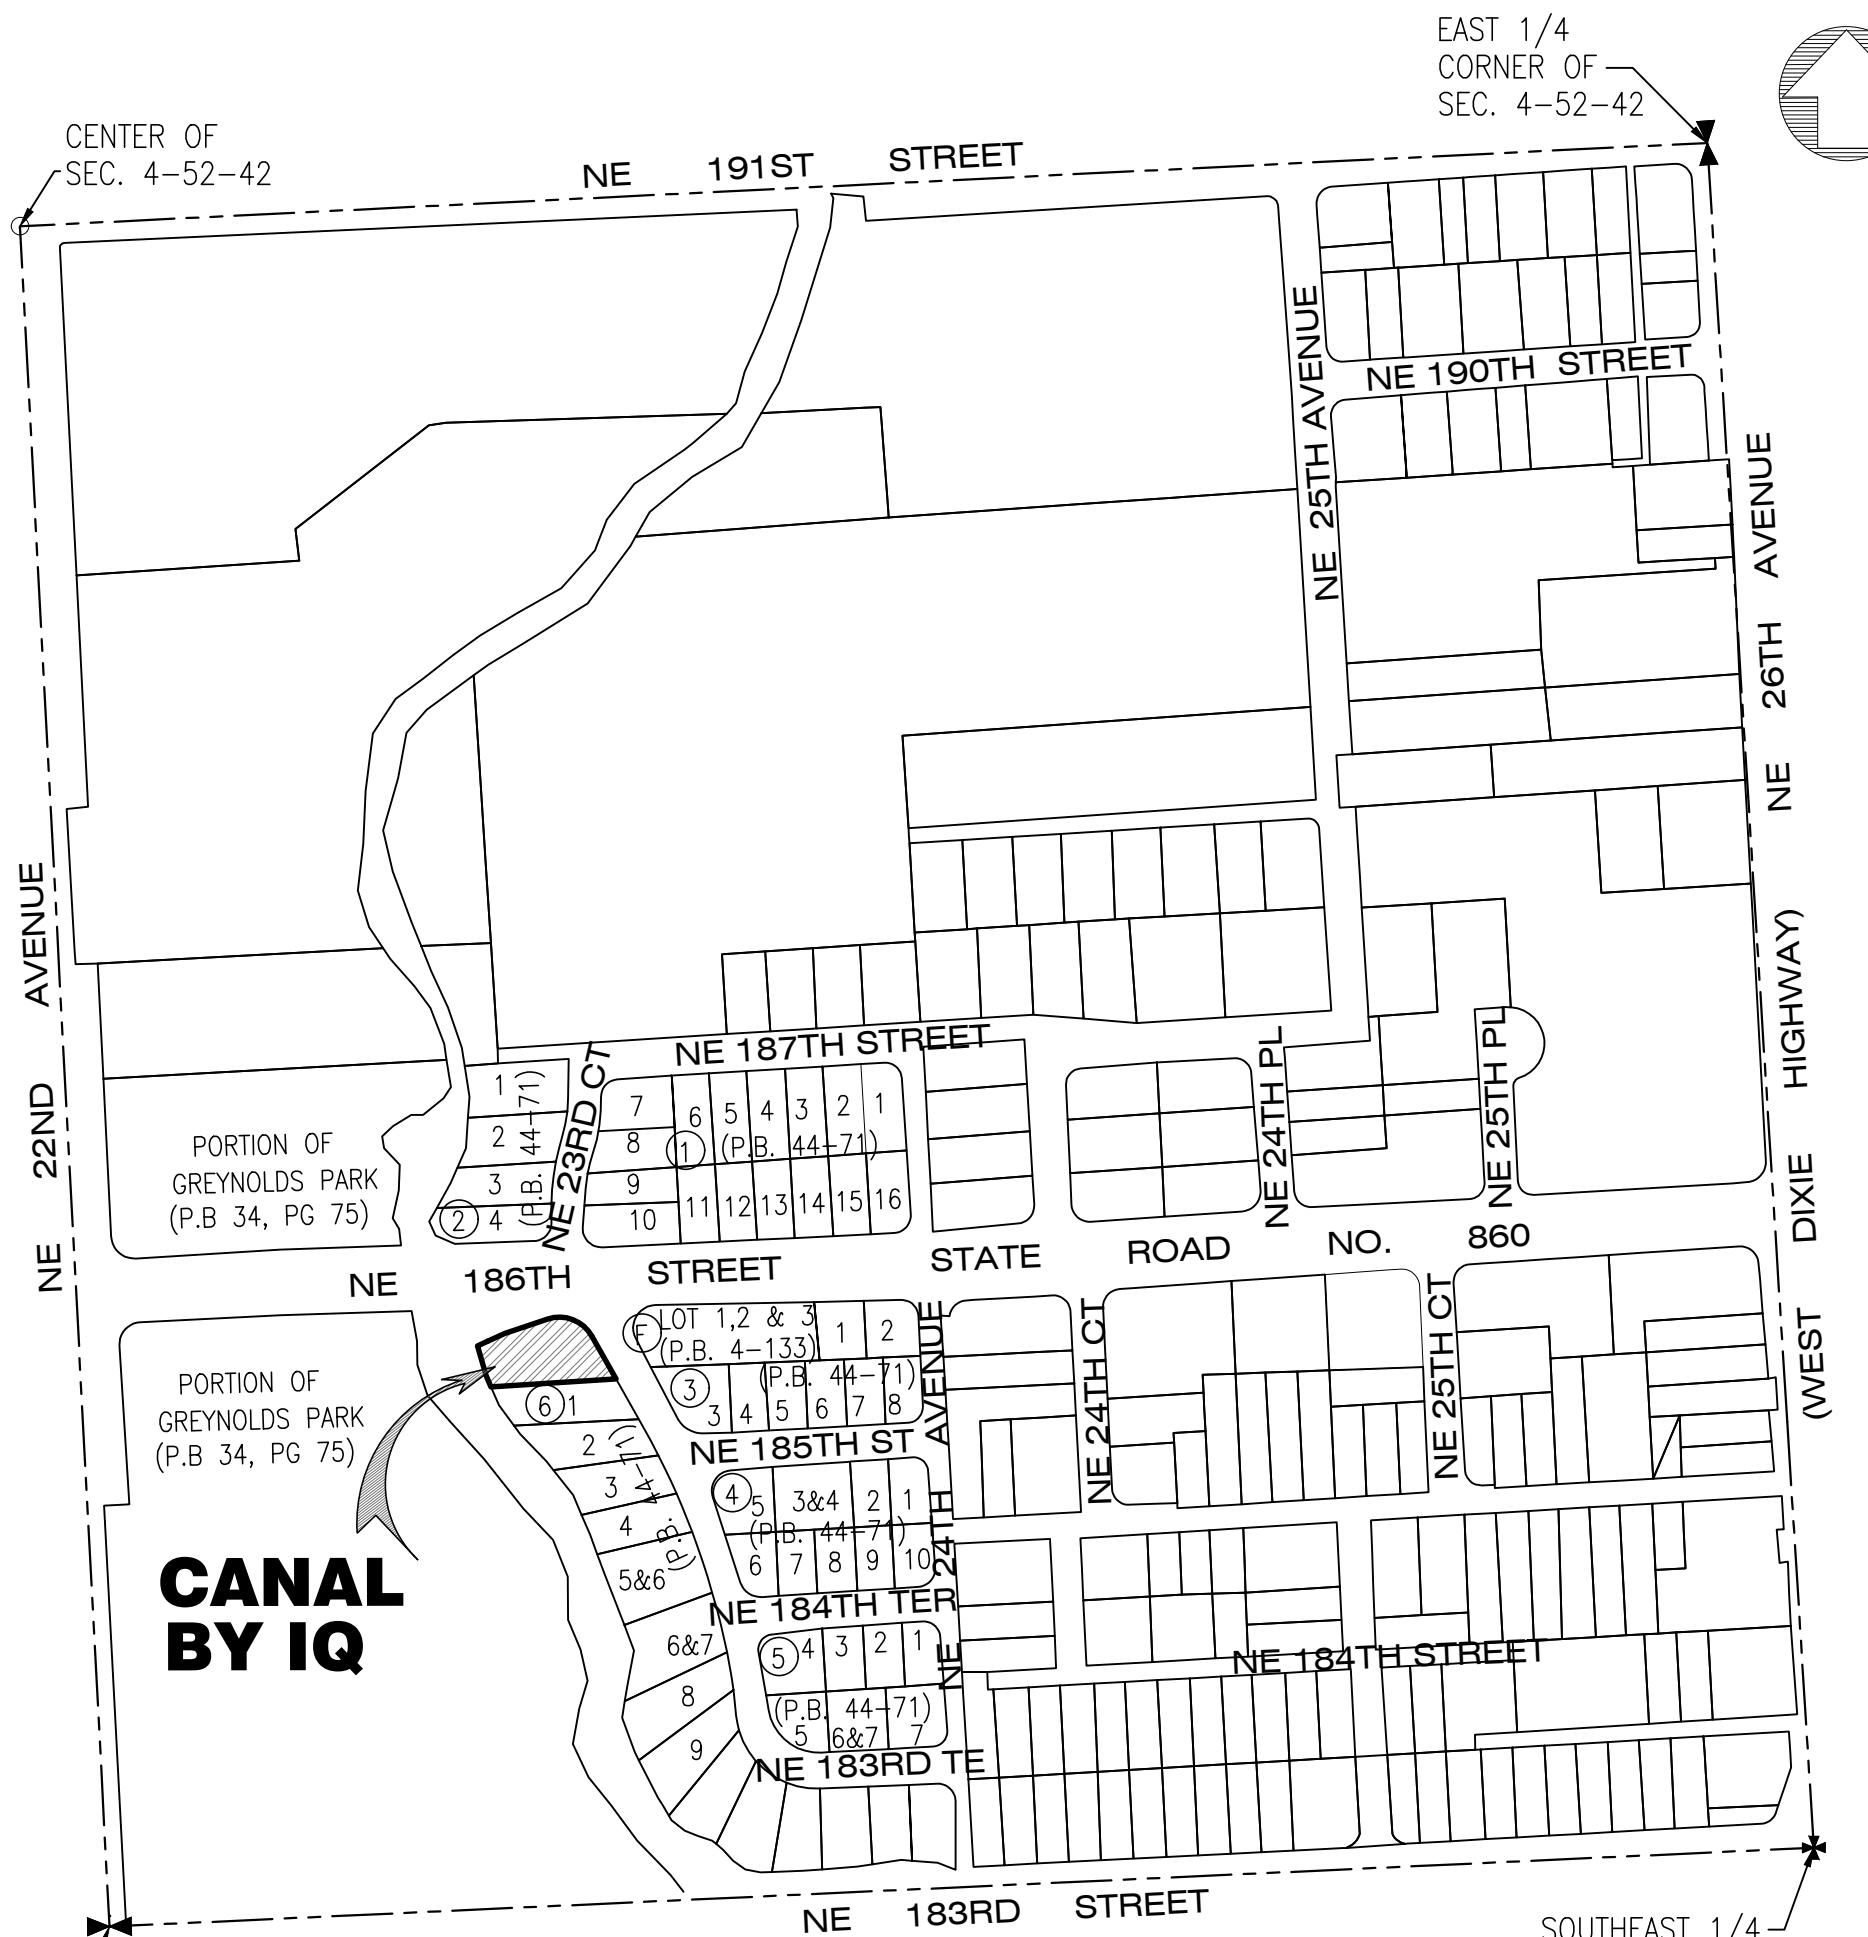 EAST 1/4
CORNER OF
SEC. 4-52-42
CENTER OF
SEC. 4-52-42
NE 191ST STREET
NE 190TH STREET
NE 25TH AVENUE
NE 26TH AVENUE
(WEST DIXIE HIGHWAY)
NE 22ND AVENUE
NE 187TH STREET
NE 23RD CT
NE 24TH PL
NE 25TH PL
1
2
3
2 4
(P.B. 44-71)
7
8
9
10
6 5 4 3 2 1
1 (P.B. 44-71)
11 12 13 14 15 16
PORTION OF
GREYNOLDS PARK
(P.B 34, PG 75)
NE 186TH STREET STATE ROAD NO. 860
PORTION OF
GREYNOLDS PARK
(P.B 34, PG 75)
F LOT 1,2 & 3 1 2
(P.B. 4-133)
(P.B. 44-71)
3
3 4 5 6 7 8
NE 185TH ST
NE 24TH AVENUE
NE 24TH CT
NE 25TH CT
6 1
2
3
4
5&6
6&7
8
9
(P.B. 44-71)
4 5 3&4 2 1
(P.B. 44-71)
6 7 8 9 10
NE 184TH TER
5 4 3 2 1
(P.B. 44-71)
5 6&7 7
NE 183RD TE
NE 184TH STREET
CANAL
BY IQ
NE 183RD STREET
SOUTHEAST 1/4